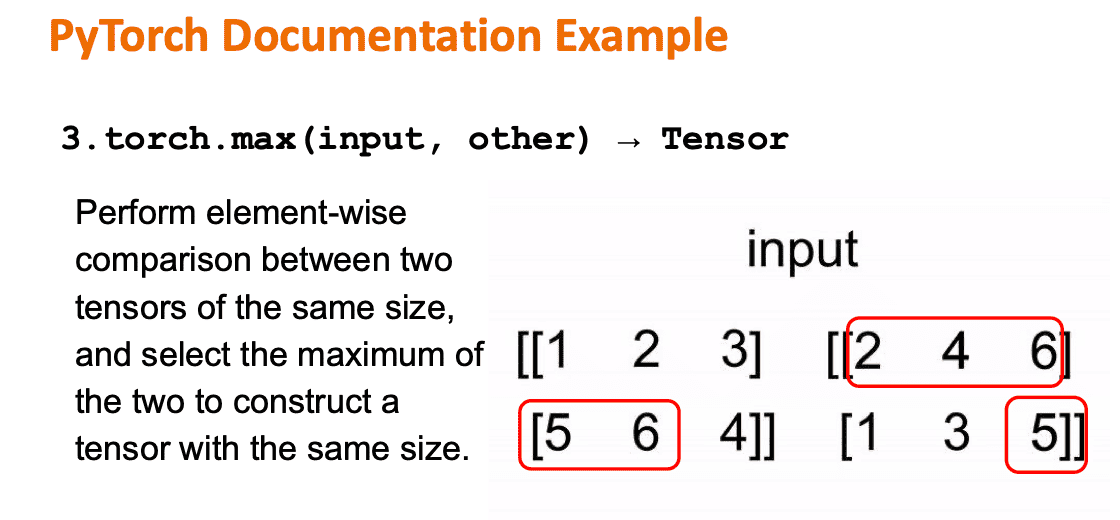 PyTorch Documentation Example
3.torch.max(input, other) → Tensor
Perform element-wise
comparison between two
tensors of the same size,
and select the maximum of
the two to construct a
tensor with the same size.
input
[[1 2 3] [[2 4 6]
[5 6 4]] [1 3 5]]